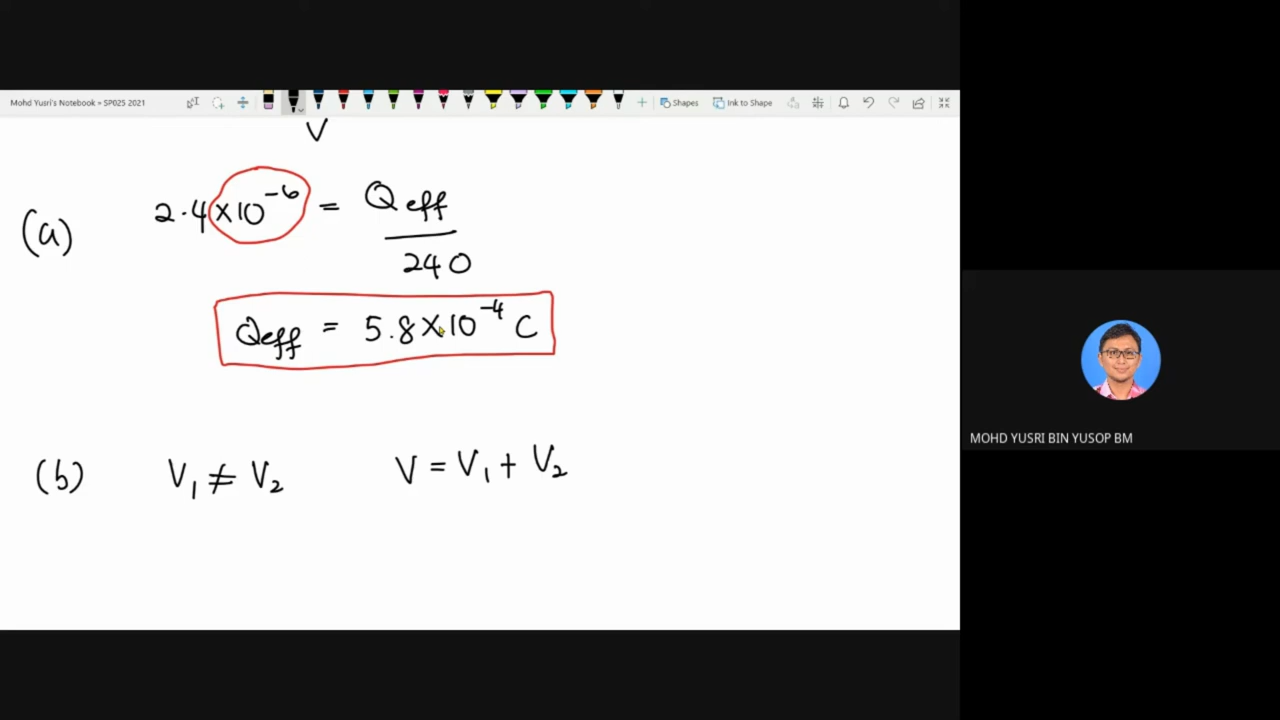 Mohd Yusri's Notebook » SP025 2021
Shapes
Ink to Shape
V
(a) 2.4×10⁻⁶ = Qeff / 240
Qeff = 5.8×10⁻⁴ C
(b) V₁ ≠ V₂ V = V₁ + V₂
MOHD YUSRI BIN YUSOP BM